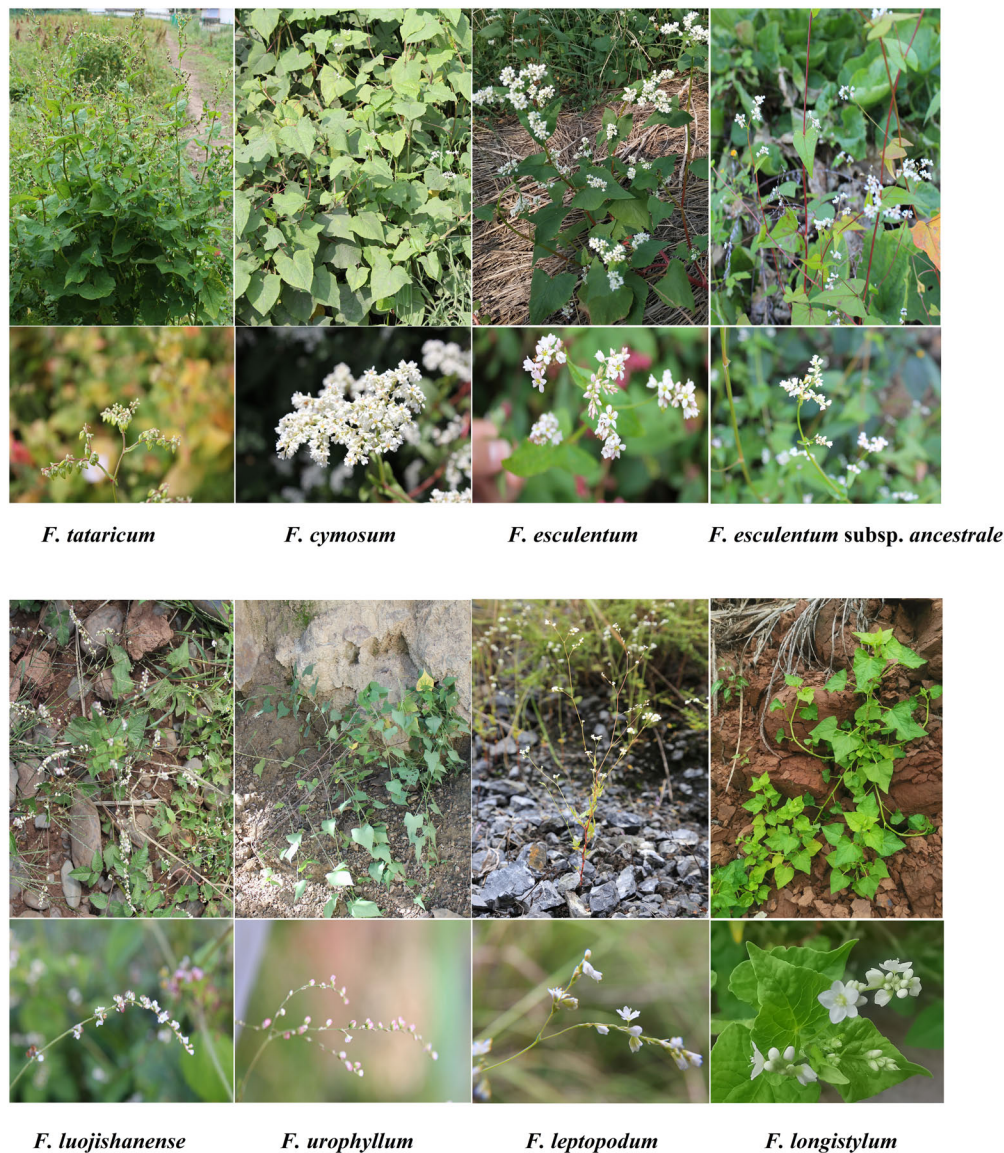 F. tataricum F. cymosum F. esculentum F. esculentum subsp. ancestrale
F. luojishanense F. urophyllum F. leptopodum F. longistylum